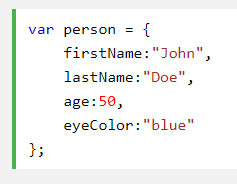 var person = {
    firstName:"John",
    lastName:"Doe",
    age:50,
    eyeColor:"blue"
};